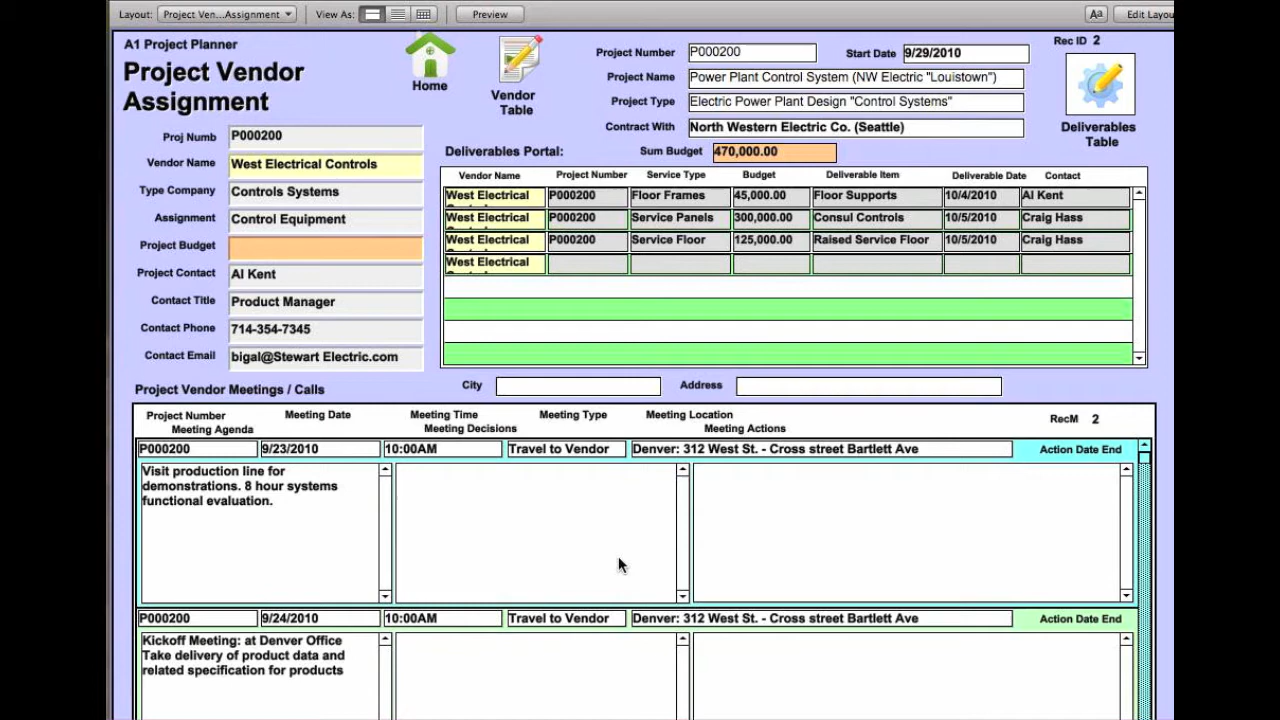 Layout: Project Ven...Assignment View As: Preview Aa Edit Layou
A1 Project Planner
Project Vendor
Assignment
Home
Vendor
Table
Project Number P000200 Start Date 9/29/2010
Rec ID 2
Project Name Power Plant Control System (NW Electric "Louistown")
Project Type Electric Power Plant Design "Control Systems"
Contract With North Western Electric Co. (Seattle)
Deliverables
Table
Proj Numb P000200
Vendor Name West Electrical Controls
Type Company Controls Systems
Assignment Control Equipment
Project Budget
Project Contact Al Kent
Contact Title Product Manager
Contact Phone 714-354-7345
Contact Email bigal@Stewart Electric.com
Deliverables Portal: Sum Budget 470,000.00
Vendor Name Project Number Service Type Budget Deliverable Item Deliverable Date Contact
West Electrical P000200 Floor Frames 45,000.00 Floor Supports 10/4/2010 Al Kent
West Electrical P000200 Service Panels 300,000.00 Consul Controls 10/5/2010 Craig Hass
West Electrical P000200 Service Floor 125,000.00 Raised Service Floor 10/5/2010 Craig Hass
West Electrical
Project Vendor Meetings / Calls City Address
Project Number Meeting Date Meeting Time Meeting Type Meeting Location RecM 2
Meeting Agenda Meeting Decisions Meeting Actions
P000200 9/23/2010 10:00AM Travel to Vendor Denver: 312 West St. - Cross street Bartlett Ave Action Date End
Visit production line for
demonstrations. 8 hour systems
functional evaluation.
P000200 9/24/2010 10:00AM Travel to Vendor Denver: 312 West St. - Cross street Bartlett Ave Action Date End
Kickoff Meeting: at Denver Office
Take delivery of product data and
related specification for products